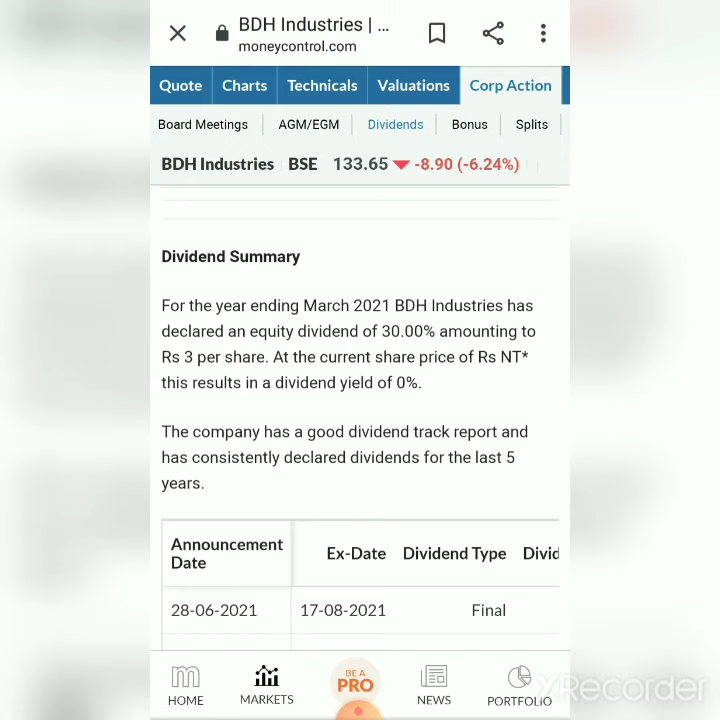 BDH Industries | ...
moneycontrol.com
Quote Charts Technicals Valuations Corp Action
Board Meetings AGM/EGM Dividends Bonus Splits
BDH Industries BSE 133.65 -8.90 (-6.24%)
Dividend Summary
For the year ending March 2021 BDH Industries has
declared an equity dividend of 30.00% amounting to
Rs 3 per share. At the current share price of Rs NT*
this results in a dividend yield of 0%.
The company has a good dividend track report and
has consistently declared dividends for the last 5
years.
Announcement
Date
Ex-Date Dividend Type Divid
28-06-2021 17-08-2021 Final
BE A
PRO
HOME MARKETS NEWS PORTFOLIO
XRecorder